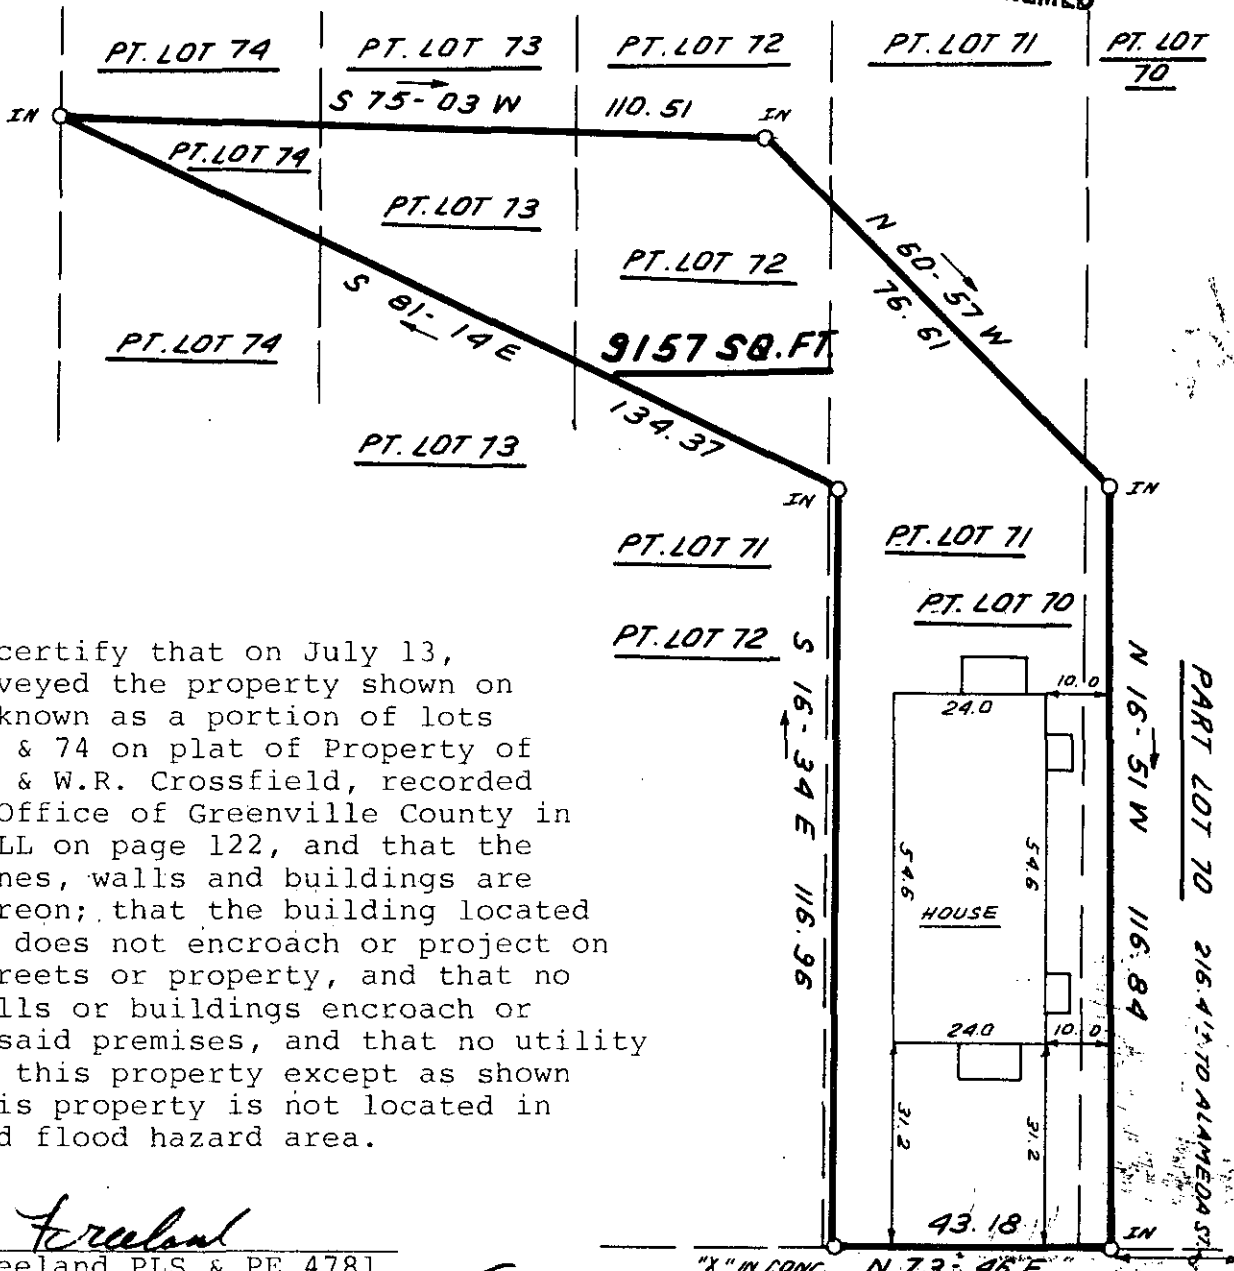 PT. LOT 74
PT. LOT 73
PT. LOT 72
PT. LOT 71
PT. LOT
70
IN
S 75-03 W
110.51
IN
PT. LOT 74
PT. LOT 73
N 60-57 W
76.61
PT. LOT 72
S 81-14 E
PT. LOT 74
9157 SQ. FT.
134.37
PT. LOT 73
IN
IN
PT. LOT 71
PT. LOT 71
PT. LOT 70
PT. LOT 72
S 16-34 E 116.96
N 16-51 W 116.84
PART LOT 70
216.4'± TO ALAMEDA ST.
10.0
24.0
54.6
54.6
HOUSE
24.0
10.0
31.2
31.2
43.18
IN
"X" IN CONC.
N 73-46 E
certify that on July 13,
veyed the property shown on
known as a portion of lots
& 74 on plat of Property of
& W.R. Crossfield, recorded
Office of Greenville County in
LL on page 122, and that the
nes, walls and buildings are
reon; that the building located
does not encroach or project on
reets or property, and that no
lls or buildings encroach or
said premises, and that no utility
this property except as shown
is property is not located in
d flood hazard area.
Freeland
eeland PLS & PE 4781